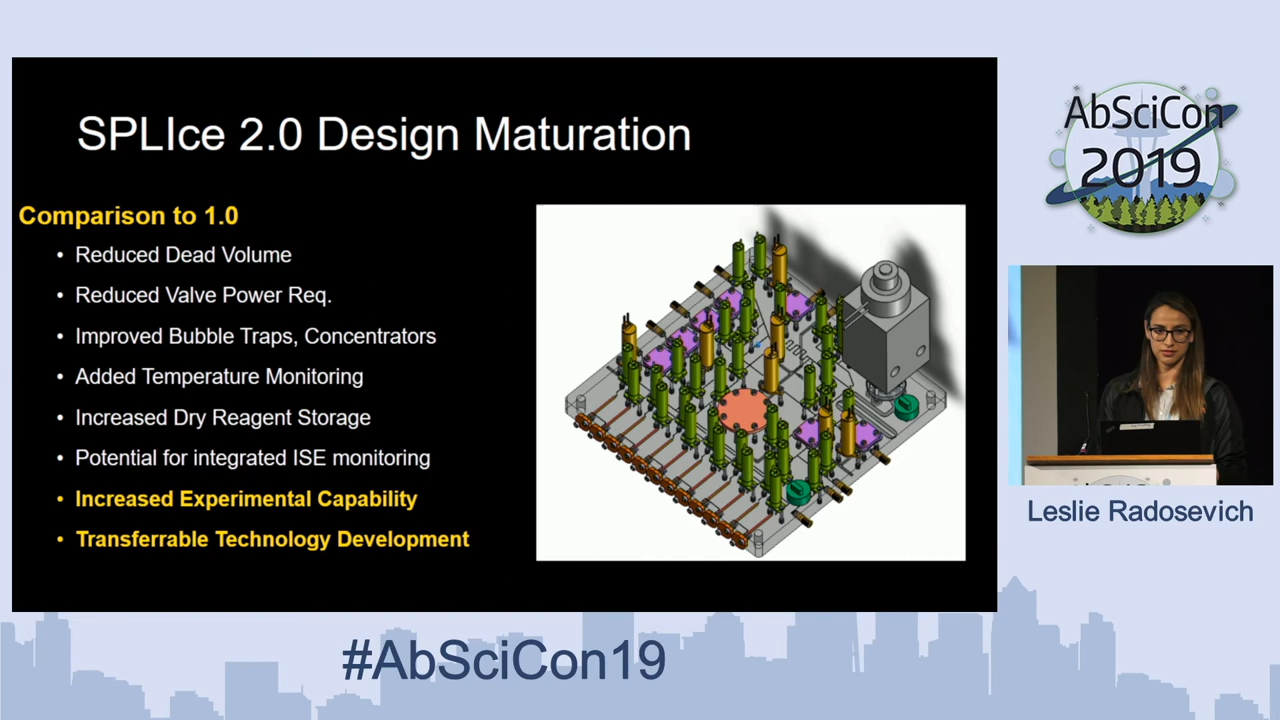 SPLIce 2.0 Design Maturation
Comparison to 1.0
• Reduced Dead Volume
• Reduced Valve Power Req.
• Improved Bubble Traps, Concentrators
• Added Temperature Monitoring
• Increased Dry Reagent Storage
• Potential for integrated ISE monitoring
• Increased Experimental Capability
• Transferrable Technology Development
AbSciCon
2019
Leslie Radosevich
#AbSciCon19